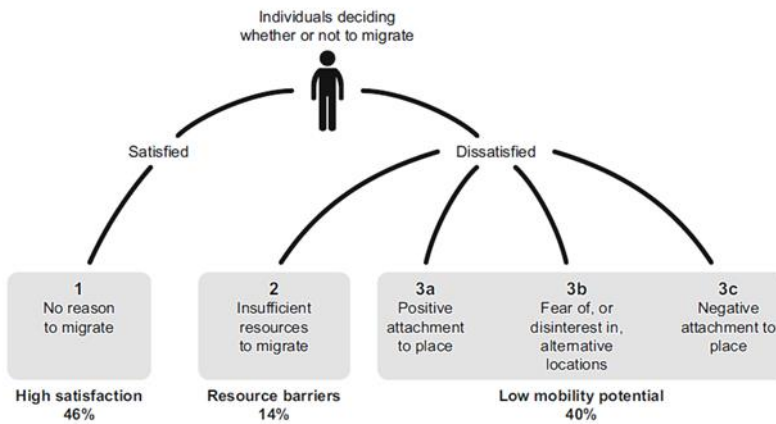 Individuals deciding
whether or not to migrate
Satisfied
Dissatisfied
1
No reason
to migrate
2
Insufficient
resources
to migrate
3a
Positive
attachment
to place
3b
Fear of, or
disinterest in,
alternative
locations
3c
Negative
attachment to
place
High satisfaction
46%
Resource barriers
14%
Low mobility potential
40%